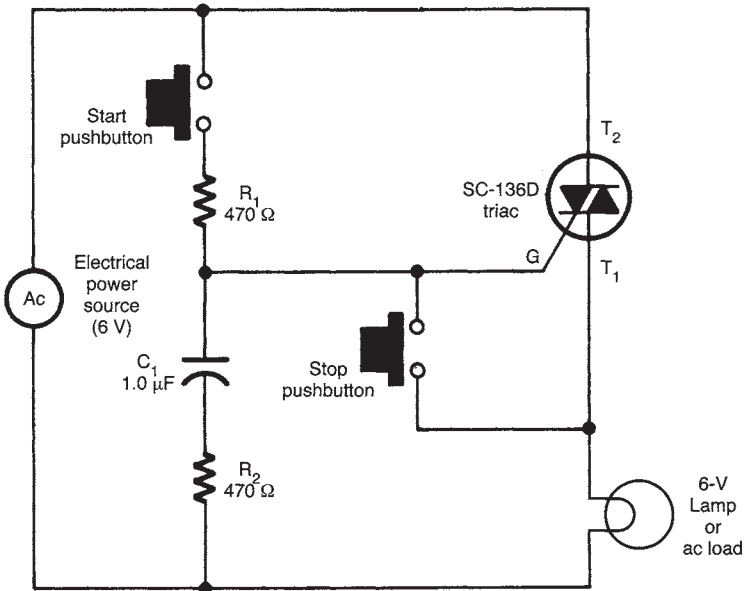 Start
pushbutton
R1
470 Ω
T2
SC-136D
triac
G
T1
Ac
Electrical
power
source
(6 V)
C1
1.0 μF
Stop
pushbutton
R2
470 Ω
6-V
Lamp
or
ac load